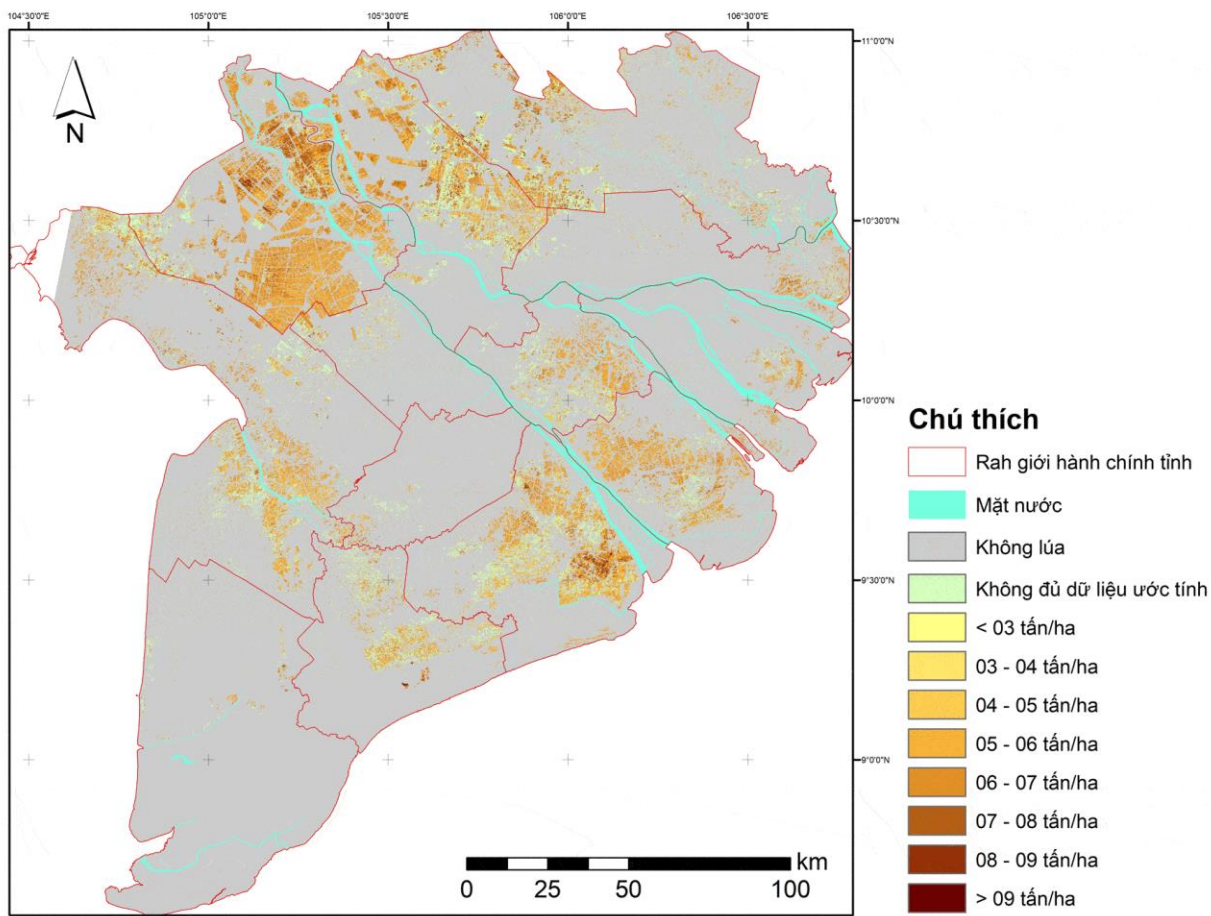 104°30'0"E 105°0'0"E 105°30'0"E 106°0'0"E 106°30'0"E
11°0'0"N
N
10°30'0"N
10°0'0"N
Chú thích
Rah giới hành chính tỉnh
Mặt nước
Không lúa
Không đủ dữ liệu ước tính
9°30'0"N
< 03 tấn/ha
03 - 04 tấn/ha
04 - 05 tấn/ha
05 - 06 tấn/ha
9°0'0"N
06 - 07 tấn/ha
07 - 08 tấn/ha
08 - 09 tấn/ha
> 09 tấn/ha
km
0 25 50 100